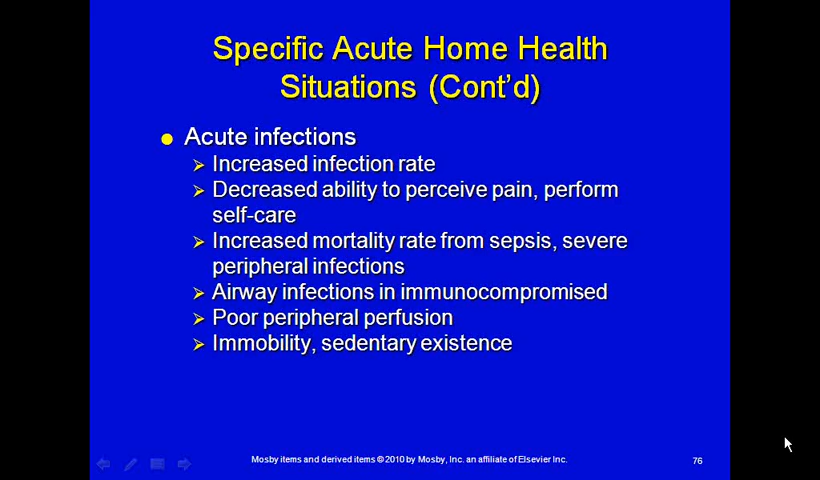 Specific Acute Home Health
Situations (Cont'd)
Acute infections
Increased infection rate
Decreased ability to perceive pain, perform
self-care
Increased mortality rate from sepsis, severe
peripheral infections
Airway infections in immunocompromised
Poor peripheral perfusion
Immobility, sedentary existence
Mosby items and derived items © 2010 by Mosby, Inc. an affiliate of Elsevier Inc.
76